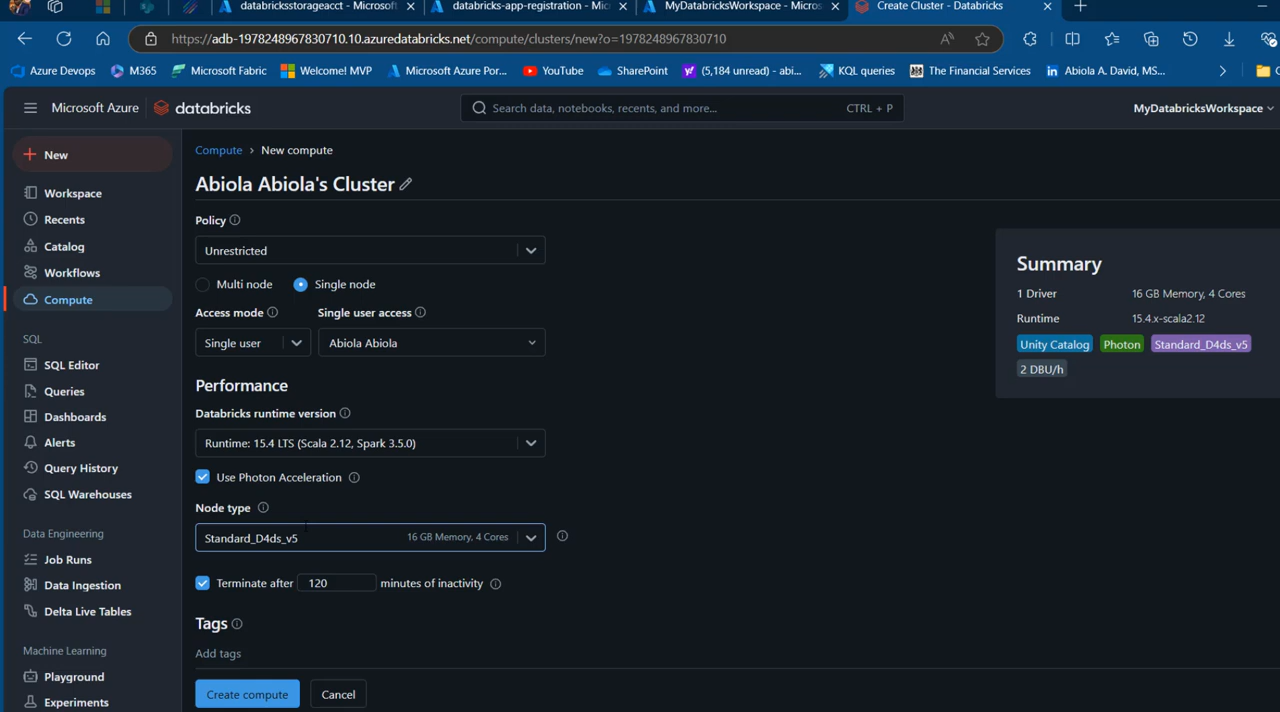 databricksstorageacct - Microsoft
databricks-app-registration - Mic
MyDatabricksWorkspace - Micros
Create Cluster - Databricks
https://adb-1978248967830710.10.azuredatabricks.net/compute/clusters/new?o=1978248967830710
Azure Devops
M365
Microsoft Fabric
Welcome! MVP
Microsoft Azure Por...
YouTube
SharePoint
(5,184 unread) - abi...
KQL queries
The Financial Services
Abiola A. David, MS...
Microsoft Azure
databricks
Search data, notebooks, recents, and more...
CTRL + P
MyDatabricksWorkspace
New
Workspace
Recents
Catalog
Workflows
Compute
SQL
SQL Editor
Queries
Dashboards
Alerts
Query History
SQL Warehouses
Data Engineering
Job Runs
Data Ingestion
Delta Live Tables
Machine Learning
Playground
Experiments
Compute > New compute
Abiola Abiola's Cluster
Policy
Unrestricted
Multi node
Single node
Access mode
Single user access
Single user
Abiola Abiola
Performance
Databricks runtime version
Runtime: 15.4 LTS (Scala 2.12, Spark 3.5.0)
Use Photon Acceleration
Node type
Standard_D4ds_v5 16 GB Memory, 4 Cores
Terminate after 120 minutes of inactivity
Tags
Add tags
Create compute
Cancel
Summary
1 Driver 16 GB Memory, 4 Cores
Runtime 15.4.x-scala2.12
Unity Catalog Photon Standard_D4ds_v5
2 DBU/h